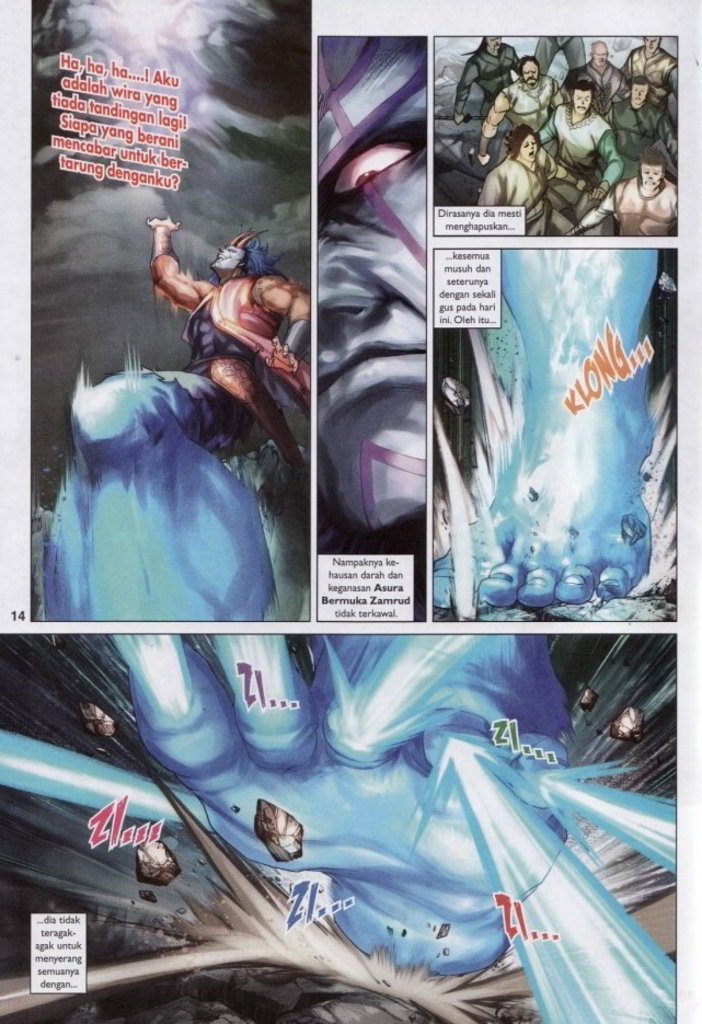 Ha, ha, ha....! Aku
adalah wira yang
tiada tandingan lagi!
Siapa yang berani
mencabar untuk ber-
tarung denganku?
Nampaknya ke-
hausan darah dan
keganasan Asura
Bermuka Zamrud
tidak terkawal.
Dirasanya dia mesti
menghapuskan...
...kesemua
musuh dan
seterunya
dengan sekali
gus pada hari
ini. Oleh itu...
KLONG...
14
ZI...
ZI...
ZI...
ZI...
ZI...
...dia tidak
teragak-
agak untuk
menyerang
semuanya
dengan...